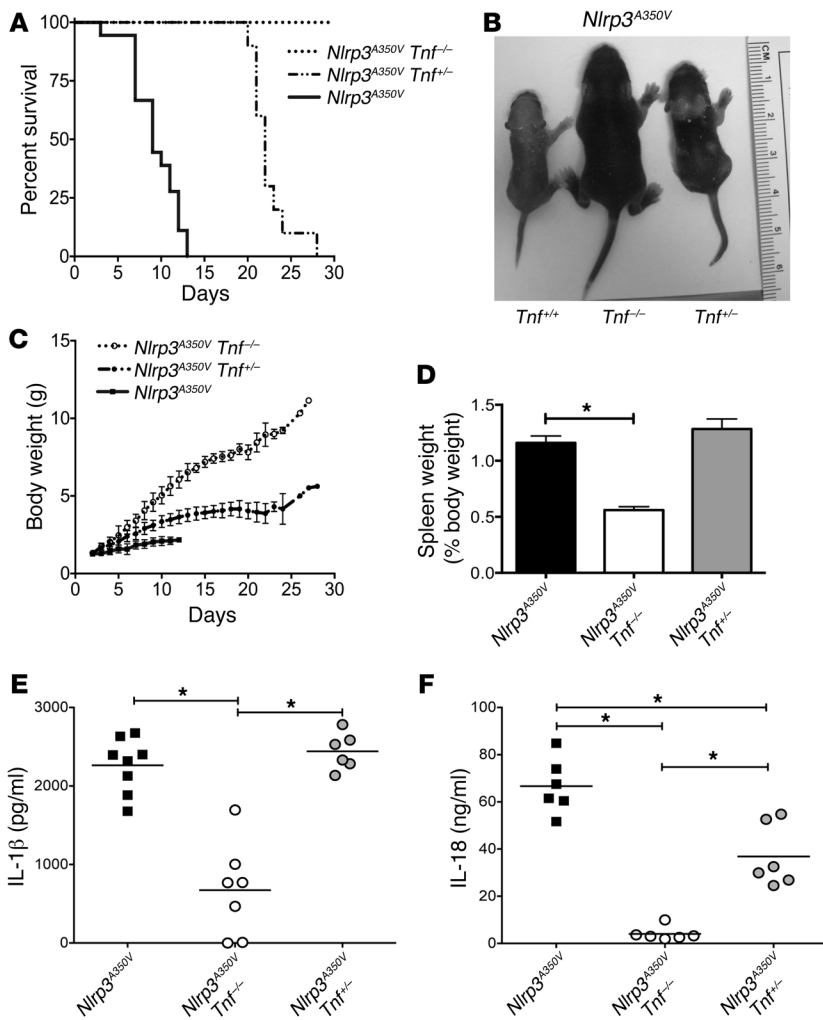 A
100
75
50
25
0
Percent survival
Nlrp3A350V Tnf–/–
Nlrp3A350V Tnf+/–
Nlrp3A350V
0 5 10 15 20 25 30
Days
B
Nlrp3A350V
CM
1
2
3
4
5
6
Tnf+/+ Tnf–/– Tnf+/–
C
15
10
5
0
Body weight (g)
Nlrp3A350V Tnf–/–
Nlrp3A350V Tnf+/–
Nlrp3A350V
0 5 10 15 20 25 30
Days
D
1.5
1.0
0.5
0.0
Spleen weight
(% body weight)
*
Nlrp3A350V
Nlrp3A350V
Tnf–/–
Nlrp3A350V
Tnf+/–
E
3000
2000
1000
0
IL-1β (pg/ml)
* *
Nlrp3A350V
Nlrp3A350V
Tnf–/–
Nlrp3A350V
Tnf+/–
F
100
80
60
40
20
0
IL-18 (ng/ml)
*
*
*
Nlrp3A350V
Nlrp3A350V
Tnf–/–
Nlrp3A350V
Tnf+/–